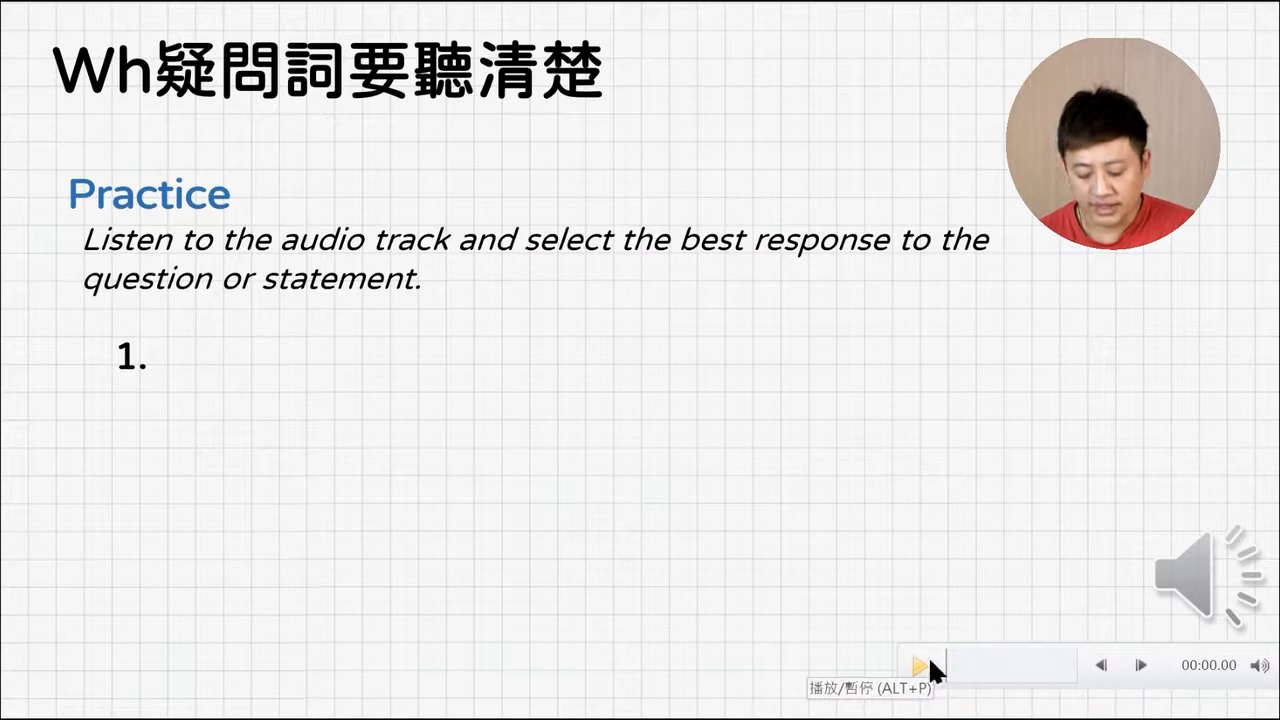 Wh疑問詞要聽清楚
Practice
Listen to the audio track and select the best response to the
question or statement.
1.
00:00.00
播放/暫停 (ALT+P)